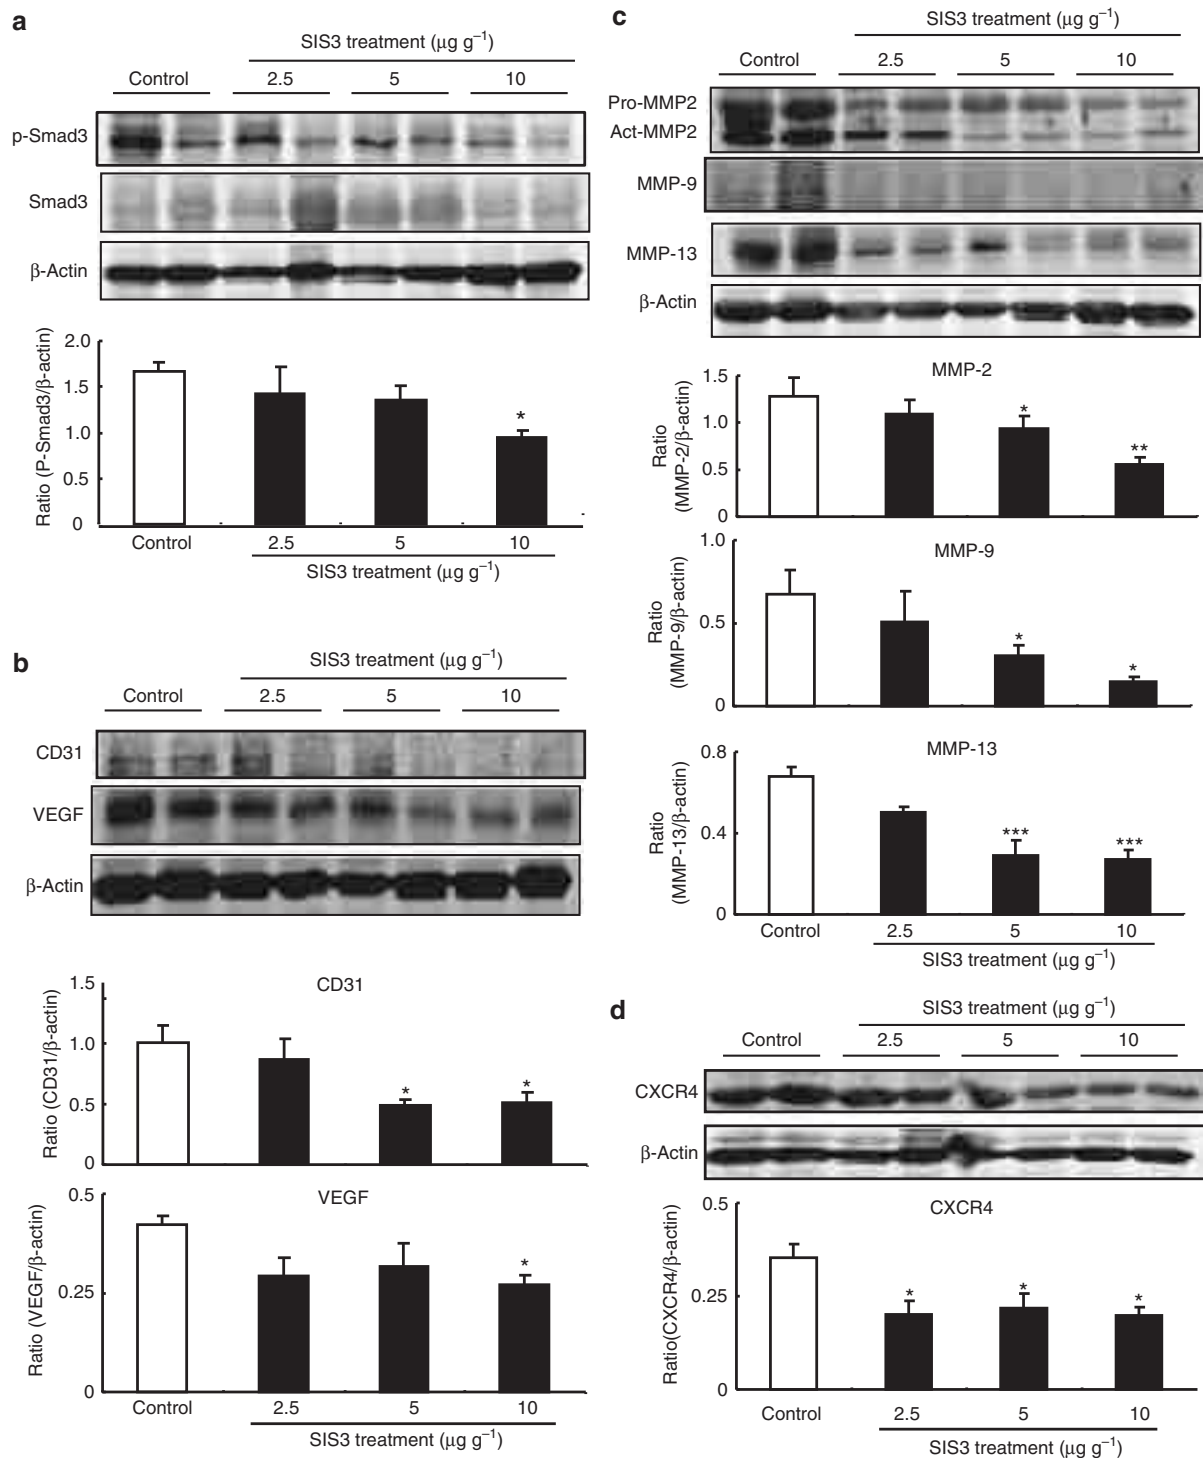 a
SIS3 treatment (μg g⁻¹)
Control 2.5 5 10
p-Smad3
Smad3
β-Actin
Ratio (P-Smad3/β-actin)
2.0
1.5
1.0
0.5
0
*
Control 2.5 5 10
SIS3 treatment (μg g⁻¹)
b
SIS3 treatment (μg g⁻¹)
Control 2.5 5 10
CD31
VEGF
β-Actin
CD31
Ratio (CD31/β-actin)
1.5
1.0
0.5
0
* *
VEGF
Ratio (VEGF/β-actin)
0.5
0.25
0
*
Control 2.5 5 10
SIS3 treatment (μg g⁻¹)
c
SIS3 treatment (μg g⁻¹)
Control 2.5 5 10
Pro-MMP2
Act-MMP2
MMP-9
MMP-13
β-Actin
MMP-2
Ratio
(MMP-2/β-actin)
1.5
1.0
0.5
0
* **
MMP-9
Ratio
(MMP-9/β-actin)
1.0
0.5
0
* *
MMP-13
Ratio
(MMP-13/β-actin)
0.8
0.4
0
*** ***
Control 2.5 5 10
SIS3 treatment (μg g⁻¹)
d
SIS3 treatment (μg g⁻¹)
Control 2.5 5 10
CXCR4
β-Actin
CXCR4
Ratio(CXCR4/β-actin)
0.5
0.25
0
* * *
Control 2.5 5 10
SIS3 treatment (μg g⁻¹)